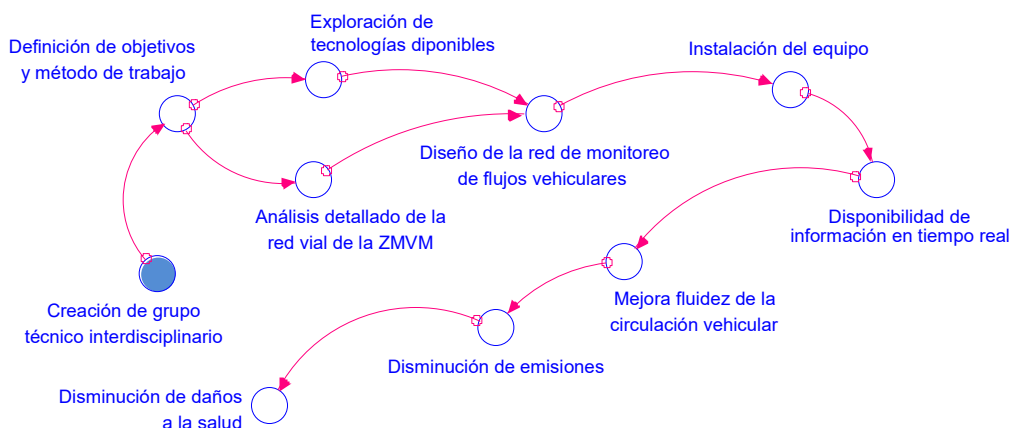 Definición de objetivos
y método de trabajo
Exploración de
tecnologías diponibles
Instalación del equipo
Diseño de la red de monitoreo
de flujos vehiculares
Análisis detallado de la
red vial de la ZMVM
Disponibilidad de
información en tiempo real
Creación de grupo
técnico interdisciplinario
Mejora fluidez de la
circulación vehicular
Disminución de emisiones
Disminución de daños
a la salud